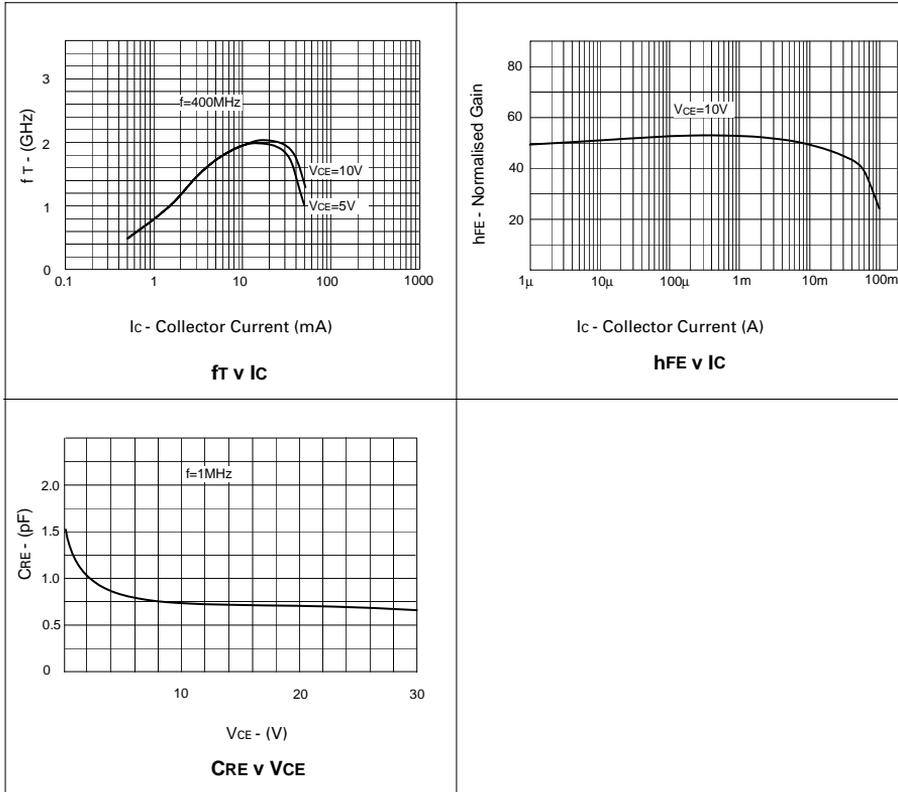 3
2
1
0
f T - (GHz)
f=400MHz
VCE=10V
VCE=5V
0.1 1 10 100 1000
IC - Collector Current (mA)
fT v IC
80
60
40
20
hFE - Normalised Gain
VCE=10V
1µ 10µ 100µ 1m 10m 100m
IC - Collector Current (A)
hFE v IC
2.0
1.5
1.0
0.5
0
CRE - (pF)
f=1MHz
10 20 30
VCE - (V)
CRE v VCE